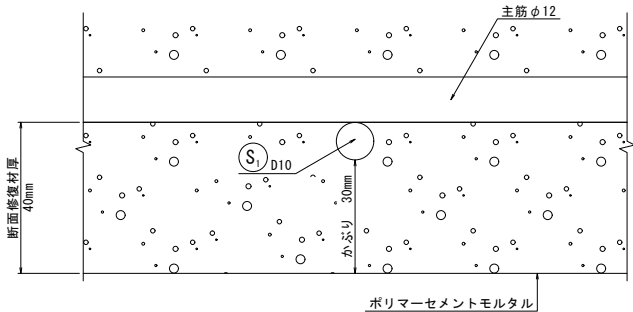 主筋φ12
S1 D10
断面修復材厚
40mm
かぶり 30mm
ポリマーセメントモルタル